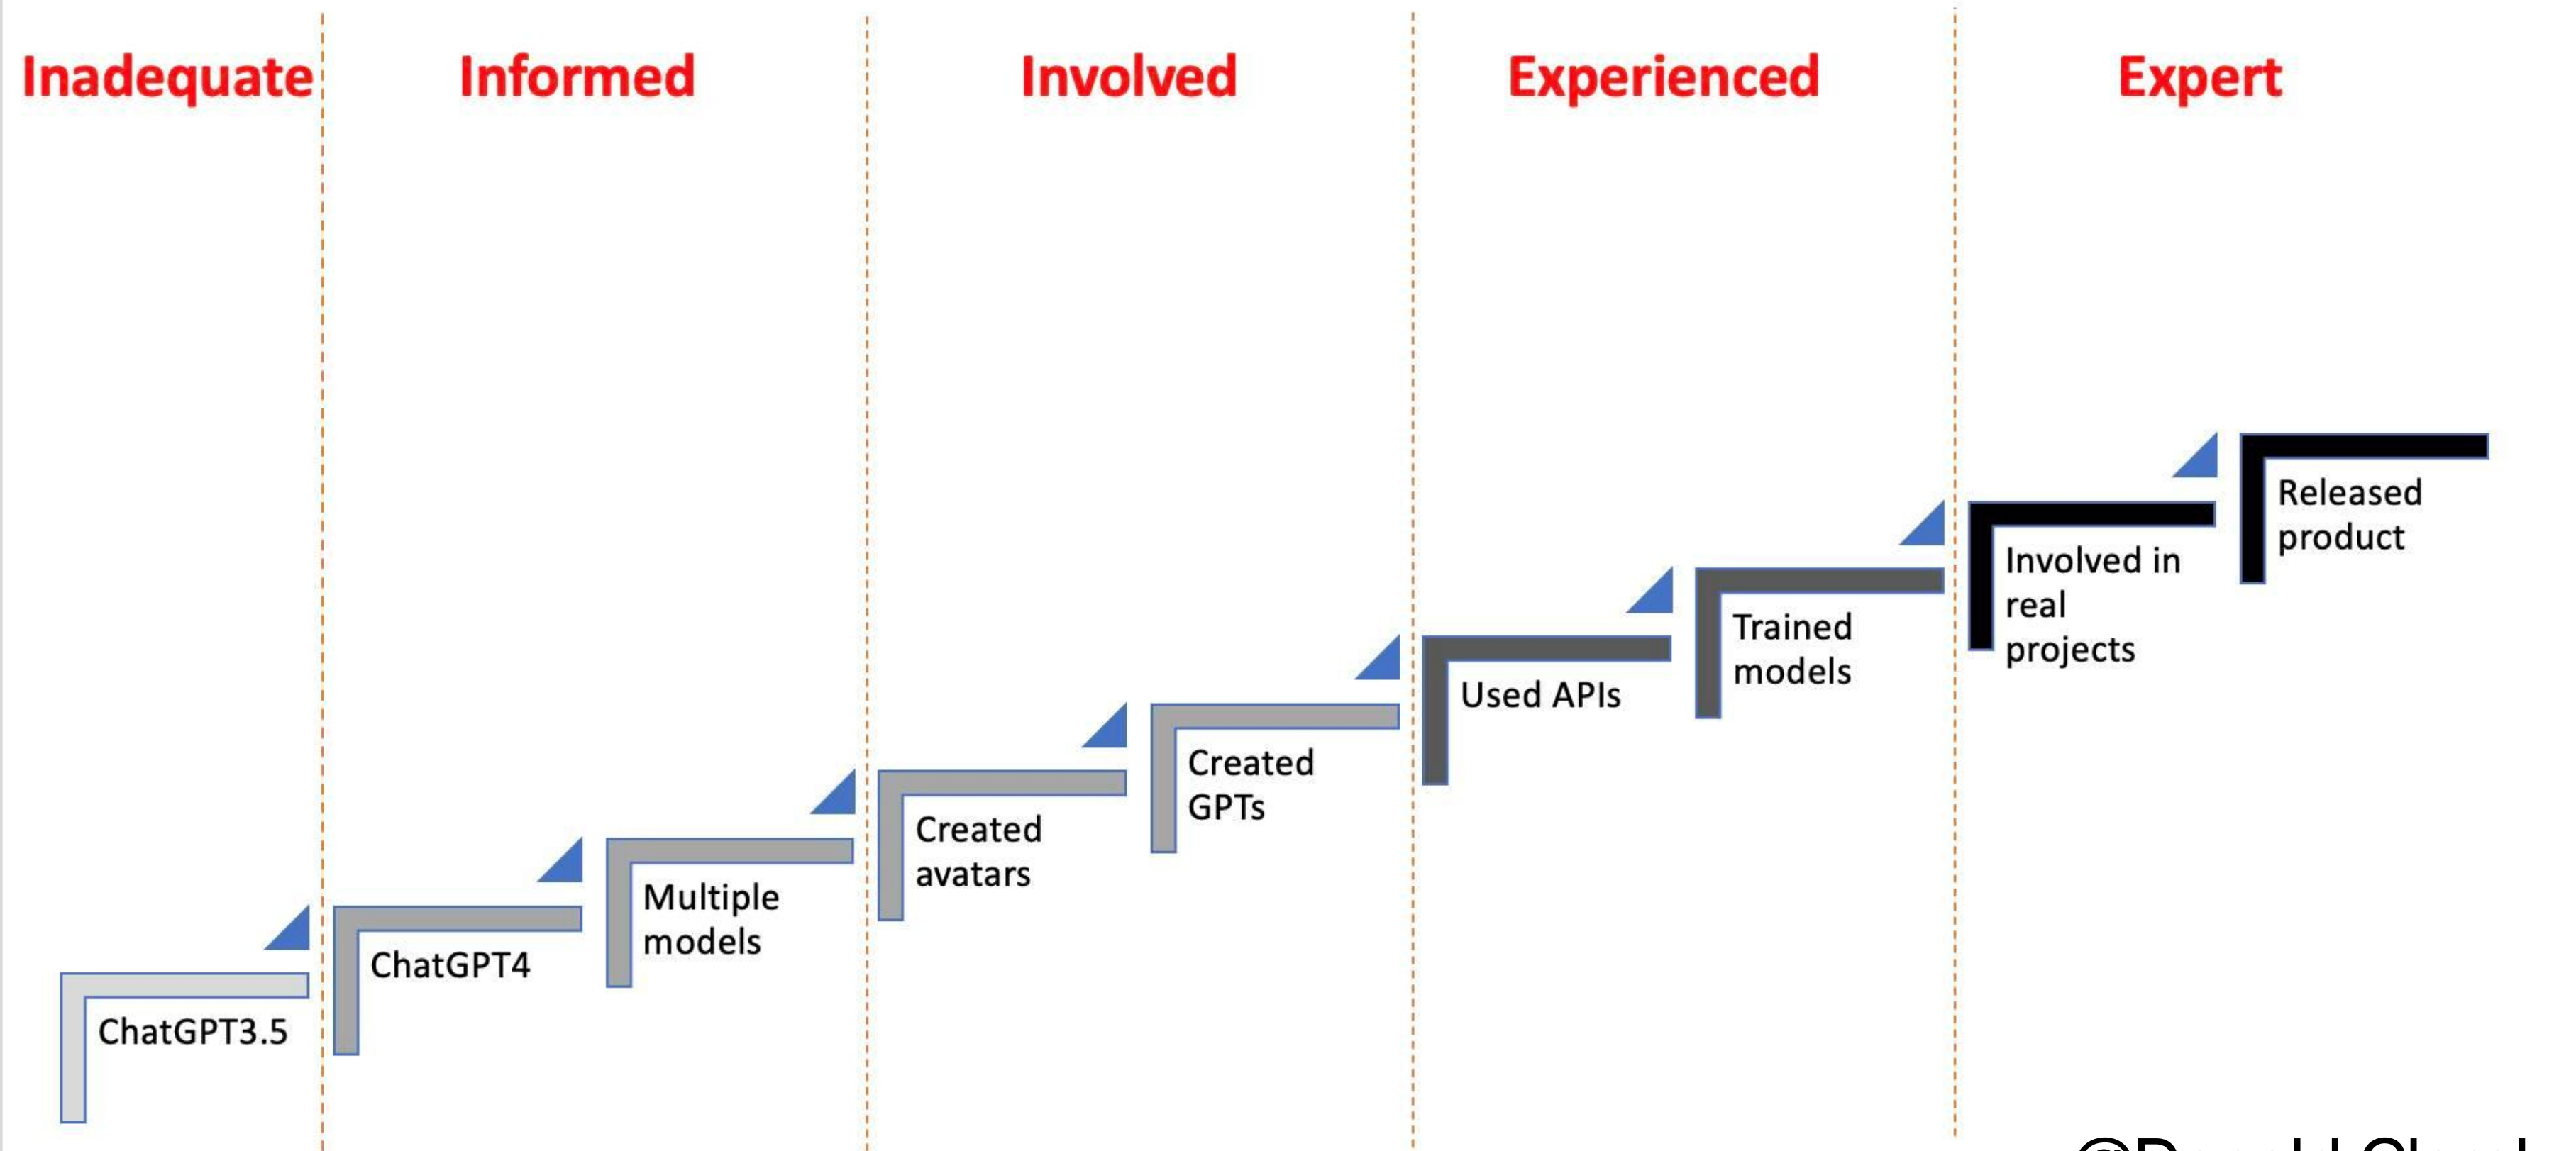 Inadequate
Informed
Involved
Experienced
Expert
ChatGPT3.5
ChatGPT4
Multiple
models
Created
avatars
Created
GPTs
Used APIs
Trained
models
Involved in
real
projects
Released
product